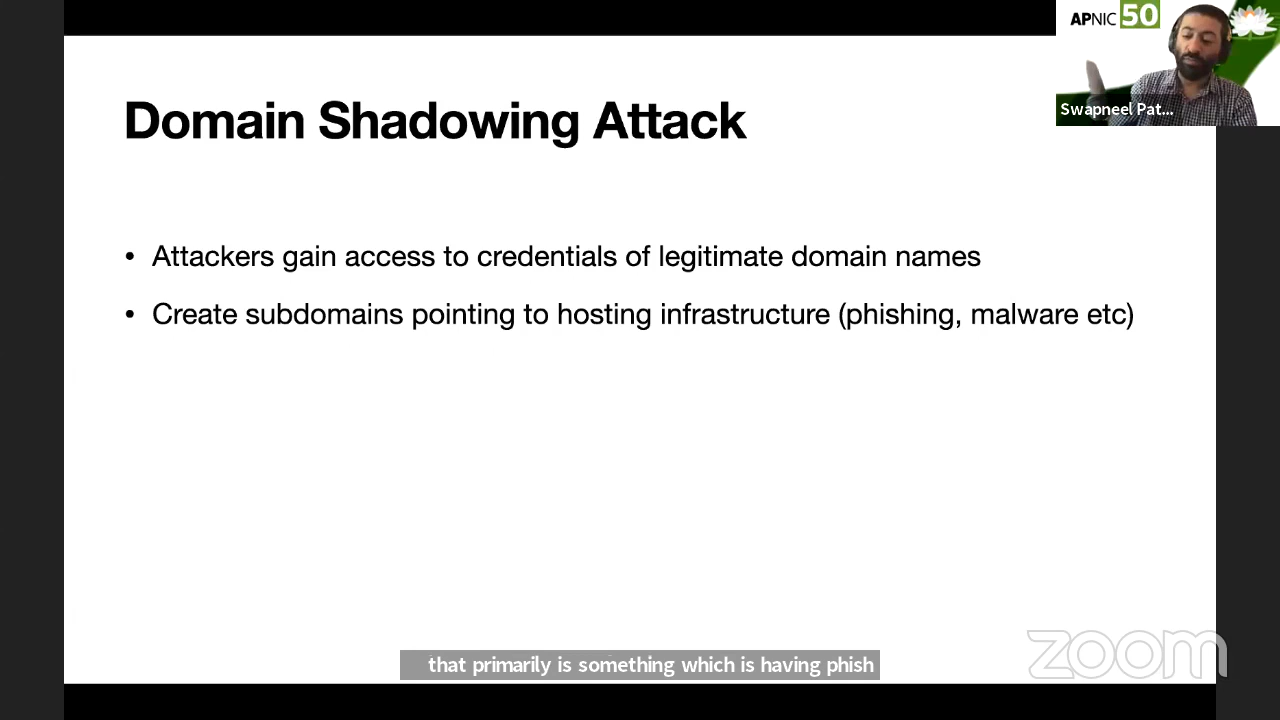 APNIC 50
Swapneel Pat...
Domain Shadowing Attack
• Attackers gain access to credentials of legitimate domain names
• Create subdomains pointing to hosting infrastructure (phishing, malware etc)
that primarily is something which is having phish
zoom